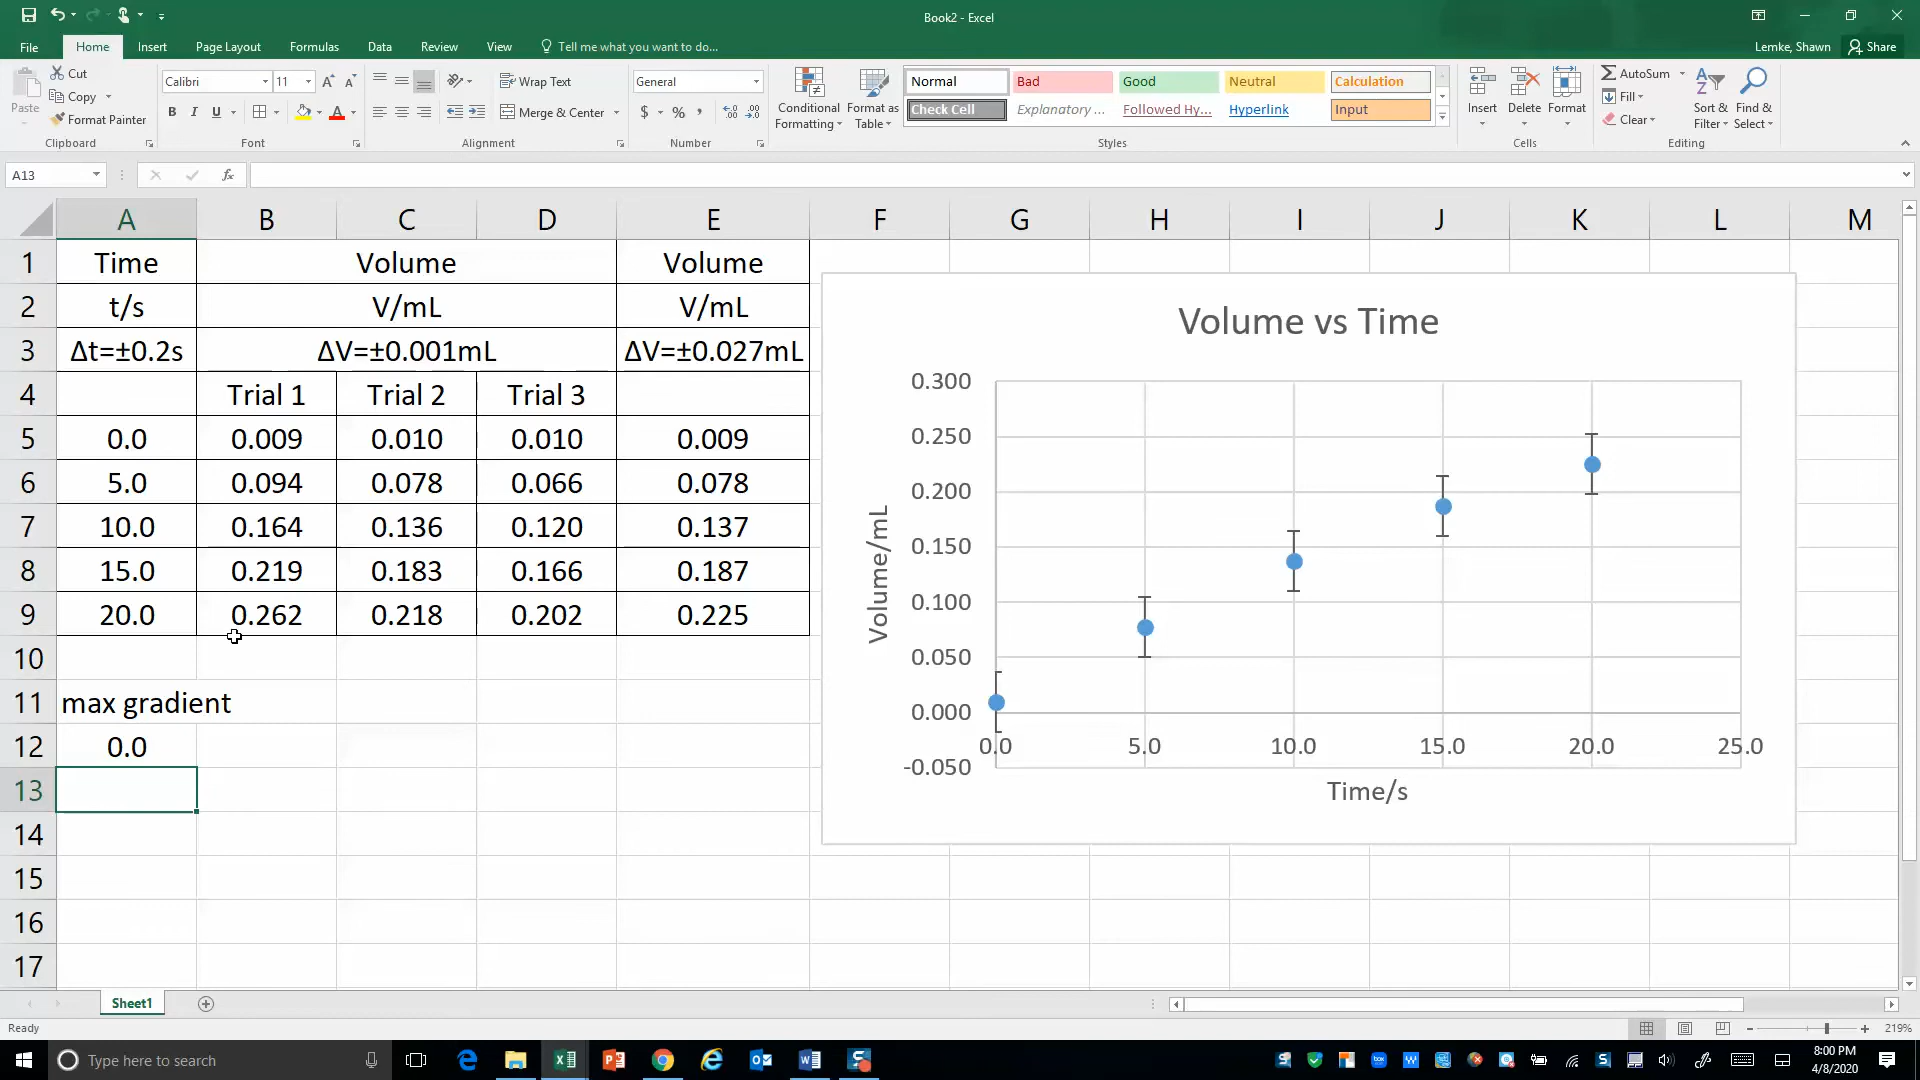 Book2 - Excel
File Home Insert Page Layout Formulas Data Review View Tell me what you want to do... Lemke, Shawn Share
Paste Cut Copy Format Painter Clipboard
Calibri 11 A A B I U A Font
Wrap Text Merge & Center Alignment
General $ % , Number
Conditional Formatting Format as Table
Normal Bad Good Neutral Calculation
Check Cell Explanatory ... Followed Hy... Hyperlink Input
Styles
Insert Delete Format Cells
AutoSum Fill Clear Sort & Filter Find & Select Editing
A13 fx
A B C D E F G H I J K L M
1 Time Volume Volume
2 t/s V/mL V/mL
3 Δt=±0.2s ΔV=±0.001mL ΔV=±0.027mL
4 Trial 1 Trial 2 Trial 3
5 0.0 0.009 0.010 0.010 0.009
6 5.0 0.094 0.078 0.066 0.078
7 10.0 0.164 0.136 0.120 0.137
8 15.0 0.219 0.183 0.166 0.187
9 20.0 0.262 0.218 0.202 0.225
10
11 max gradient
12 0.0
13
14
15
16
17
Volume vs Time
Volume/mL
0.300
0.250
0.200
0.150
0.100
0.050
0.000
-0.050
0.0 5.0 10.0 15.0 20.0 25.0
Time/s
Sheet1
Ready 219%
Type here to search
8:00 PM
4/8/2020